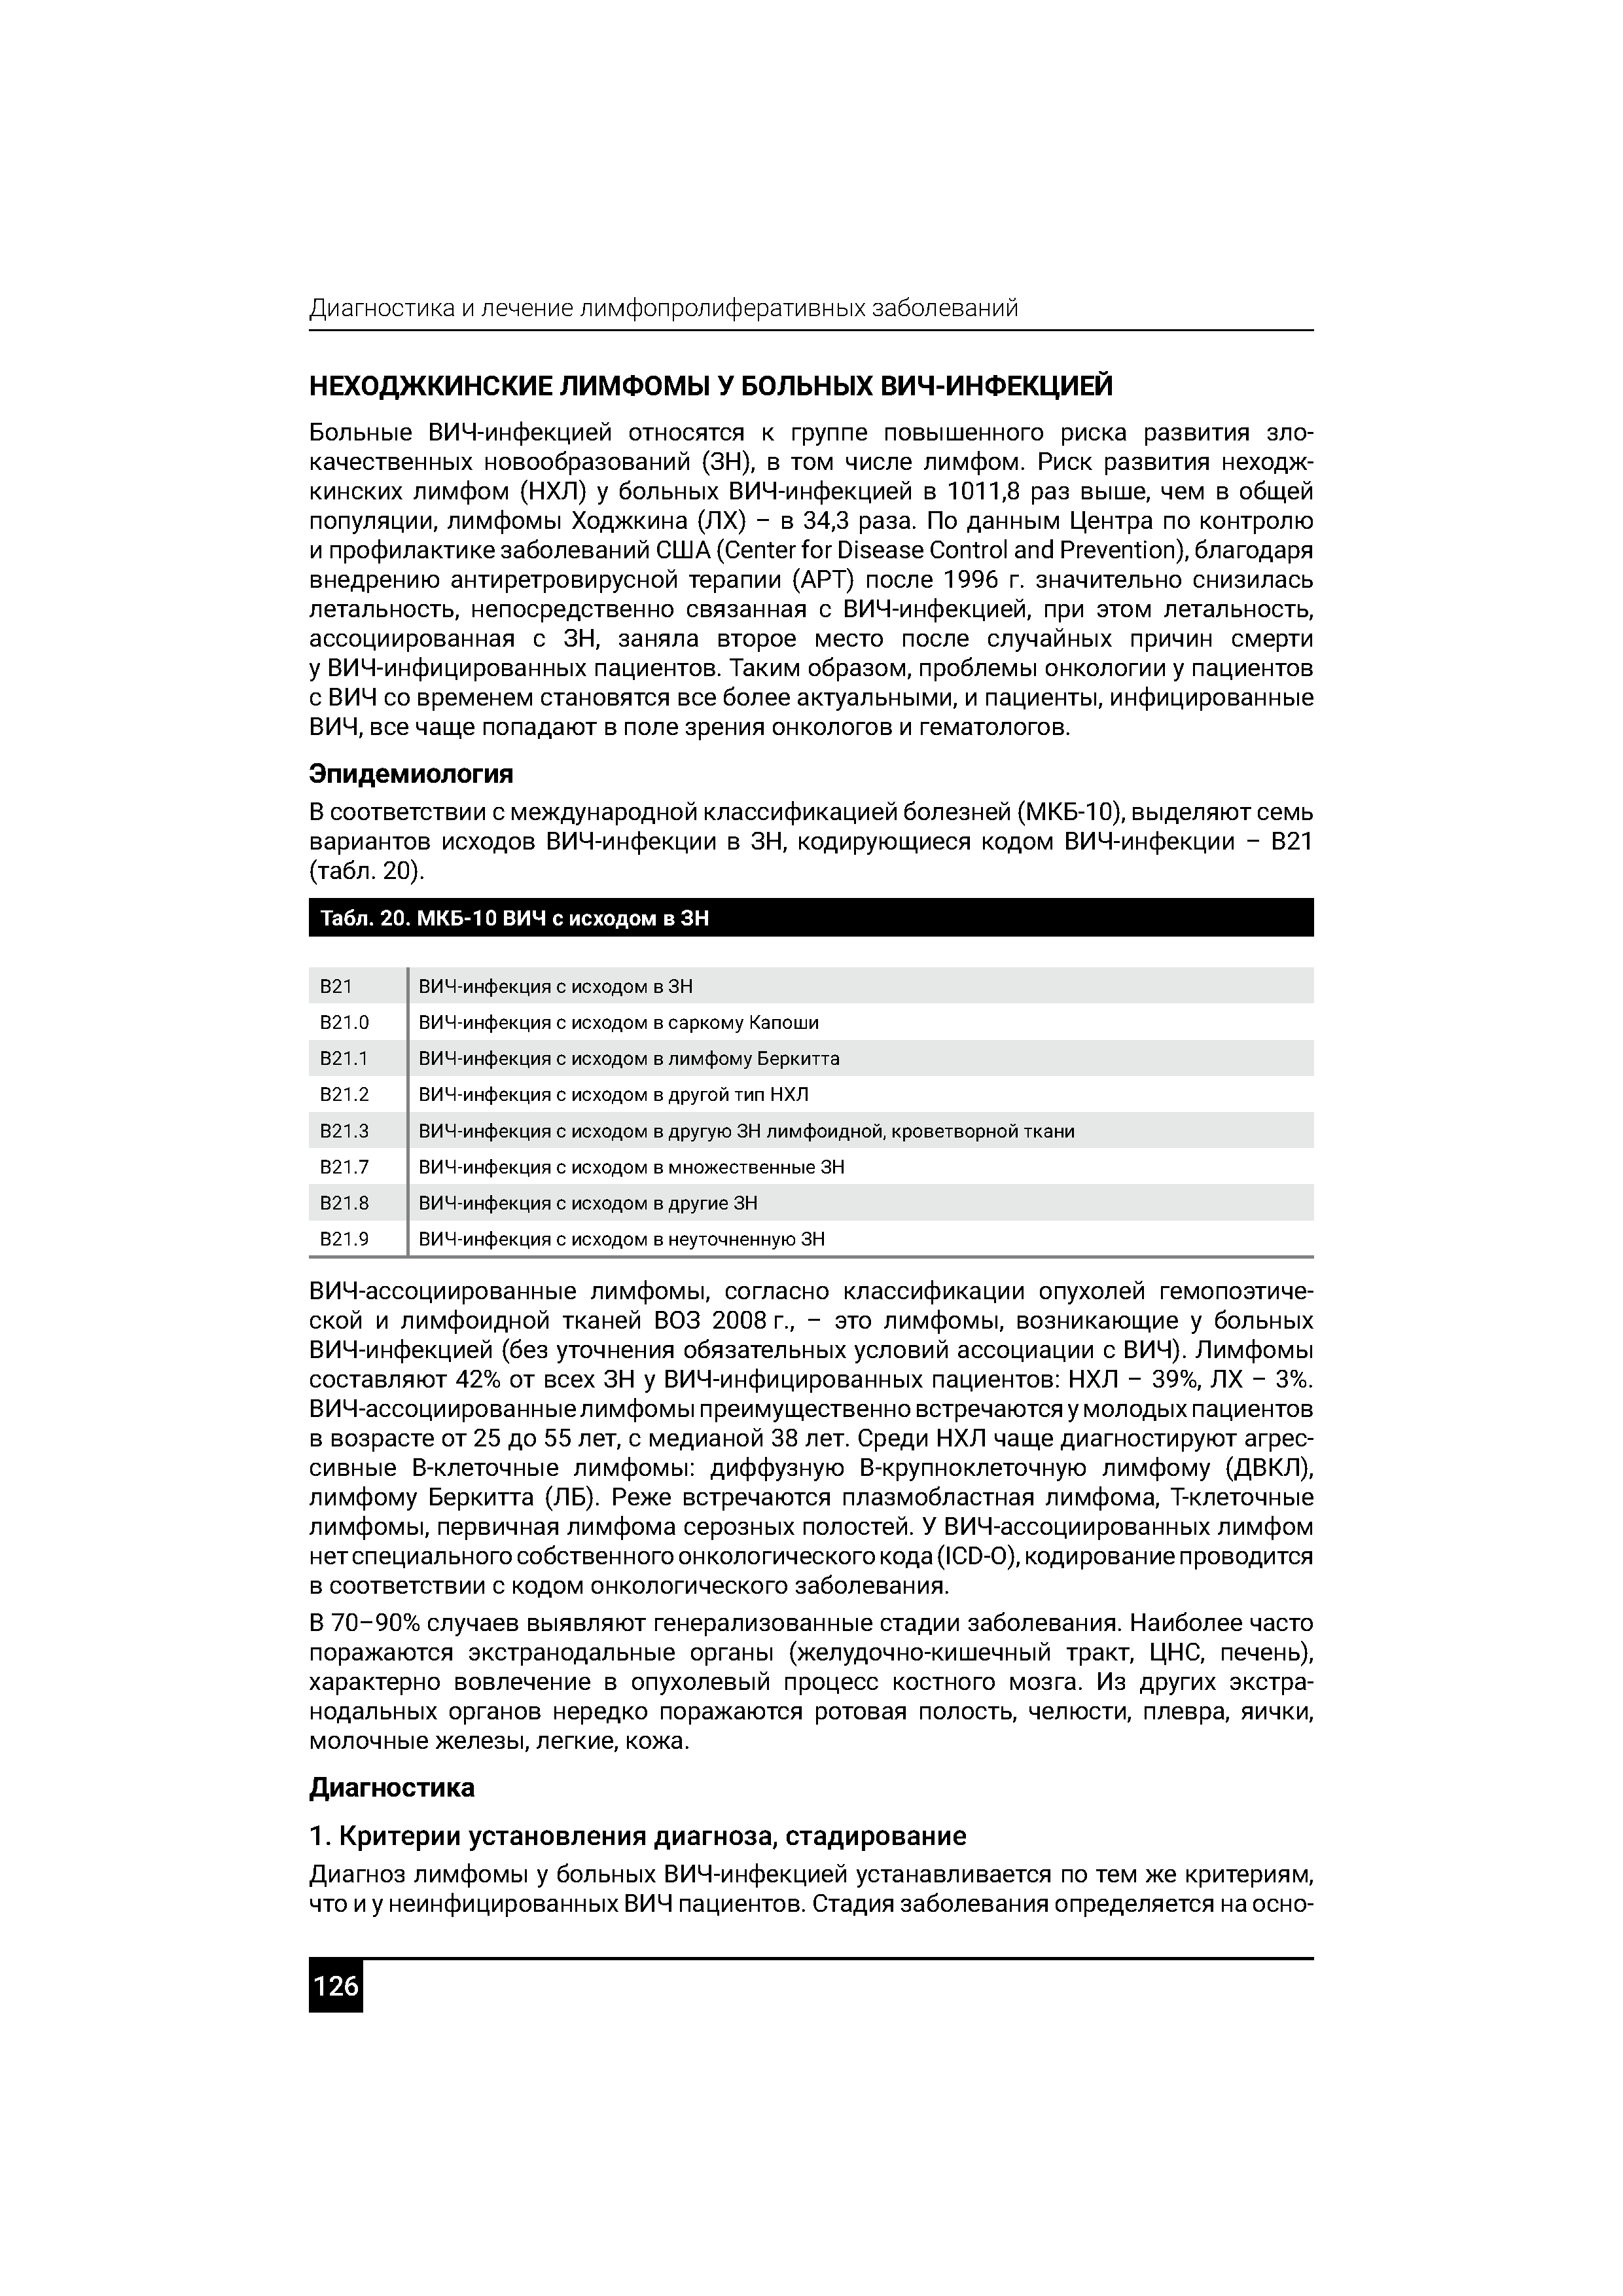 Диагностика и лечение лимфопролиферативных заболеваний
НЕХОДЖКИНСКИЕ ЛИМФОМЫ У БОЛЬНЫХ ВИЧ-ИНФЕКЦИЕЙ
Больные ВИЧ-инфекцией относятся к группе повышенного риска развития зло-
качественных новообразований (ЗН), в том числе лимфом. Риск развития неходж-
кинских лимфом (НХЛ) у больных ВИЧ-инфекцией в 1011,8 раз выше, чем в общей
популяции, лимфомы Ходжкина (ЛХ) – в 34,3 раза. По данным Центра по контролю
и профилактике заболеваний США (Center for Disease Control and Prevention), благодаря
внедрению антиретровирусной терапии (АРТ) после 1996 г. значительно снизилась
летальность, непосредственно связанная с ВИЧ-инфекцией, при этом летальность,
ассоциированная с ЗН, заняла второе место после случайных причин смерти
у ВИЧ-инфицированных пациентов. Таким образом, проблемы онкологии у пациентов
с ВИЧ со временем становятся все более актуальными, и пациенты, инфицированные
ВИЧ, все чаще попадают в поле зрения онкологов и гематологов.
Эпидемиология
В соответствии с международной классификацией болезней (МКБ-10), выделяют семь
вариантов исходов ВИЧ-инфекции в ЗН, кодирующиеся кодом ВИЧ-инфекции – B21
(табл. 20).
Табл. 20. МКБ-10 ВИЧ с исходом в ЗН
B21 ВИЧ-инфекция с исходом в ЗН
B21.0 ВИЧ-инфекция с исходом в саркому Капоши
B21.1 ВИЧ-инфекция с исходом в лимфому Беркитта
B21.2 ВИЧ-инфекция с исходом в другой тип НХЛ
B21.3 ВИЧ-инфекция с исходом в другую ЗН лимфоидной, кроветворной ткани
B21.7 ВИЧ-инфекция с исходом в множественные ЗН
B21.8 ВИЧ-инфекция с исходом в другие ЗН
B21.9 ВИЧ-инфекция с исходом в неуточненную ЗН
ВИЧ-ассоциированные лимфомы, согласно классификации опухолей гемопоэтиче-
ской и лимфоидной тканей ВОЗ 2008 г., – это лимфомы, возникающие у больных
ВИЧ-инфекцией (без уточнения обязательных условий ассоциации с ВИЧ). Лимфомы
составляют 42% от всех ЗН у ВИЧ-инфицированных пациентов: НХЛ – 39%, ЛХ – 3%.
ВИЧ-ассоциированные лимфомы преимущественно встречаются у молодых пациентов
в возрасте от 25 до 55 лет, с медианой 38 лет. Среди НХЛ чаще диагностируют агрес-
сивные В-клеточные лимфомы: диффузную В-крупноклеточную лимфому (ДВКЛ),
лимфому Беркитта (ЛБ). Реже встречаются плазмобластная лимфома, Т-клеточные
лимфомы, первичная лимфома серозных полостей. У ВИЧ-ассоциированных лимфом
нет специального собственного онкологического кода (ICD-O), кодирование проводится
в соответствии с кодом онкологического заболевания.
В 70–90% случаев выявляют генерализованные стадии заболевания. Наиболее часто
поражаются экстранодальные органы (желудочно-кишечный тракт, ЦНС, печень),
характерно вовлечение в опухолевый процесс костного мозга. Из других экстра-
нодальных органов нередко поражаются ротовая полость, челюсти, плевра, яички,
молочные железы, легкие, кожа.
Диагностика
1. Критерии установления диагноза, стадирование
Диагноз лимфомы у больных ВИЧ-инфекцией устанавливается по тем же критериям,
что и у неинфицированных ВИЧ пациентов. Стадия заболевания определяется на осно-
126